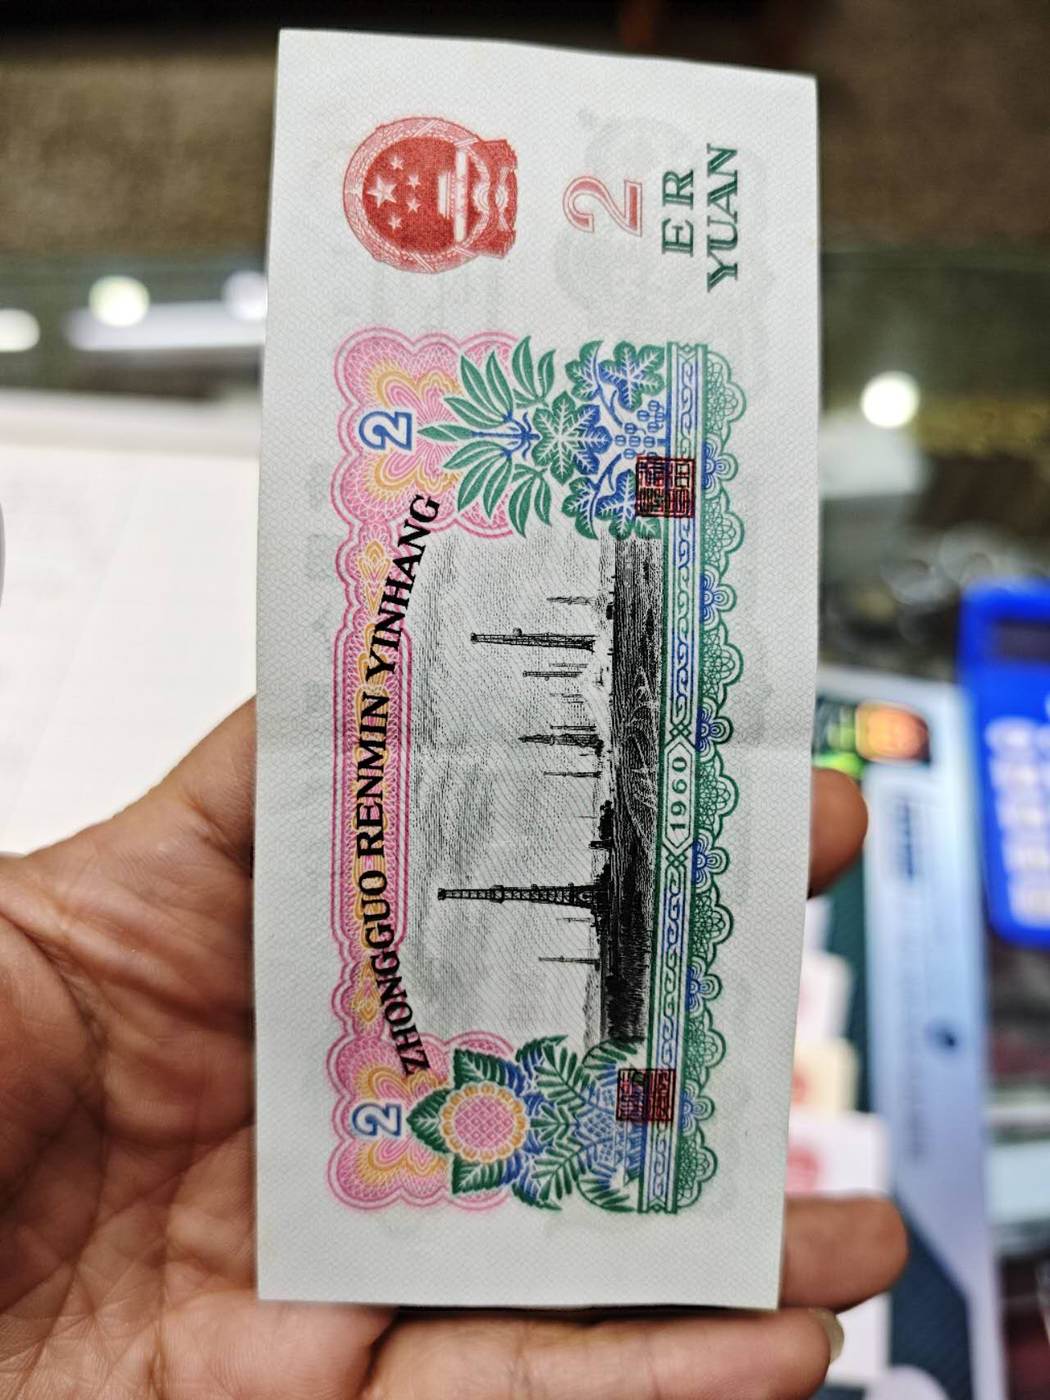 ZHONGGUO RENMIN YINHANG
2
2
1960
2
ER
YUAN